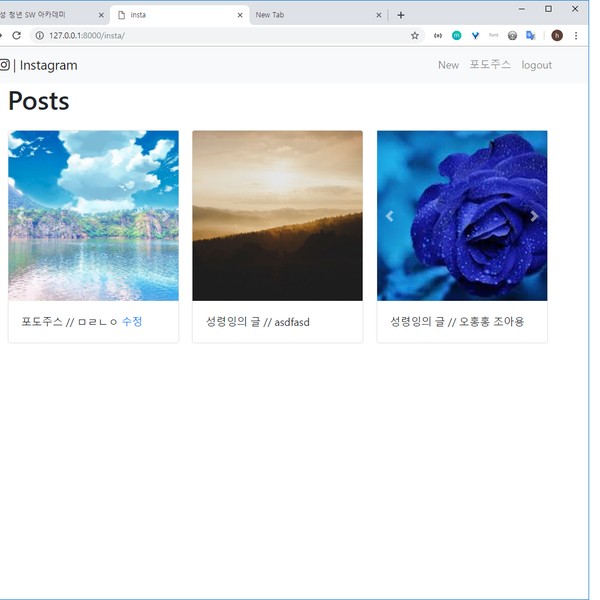 성 청년 SW 아카데미
insta
New Tab
127.0.0.1:8000/insta/
| Instagram
New
포도주스
logout
Posts
포도주스 // ㅁㄹㄴㅇ 수정
성령잉의 글 // asdfasd
성령잉의 글 // 오홍홍 조아용